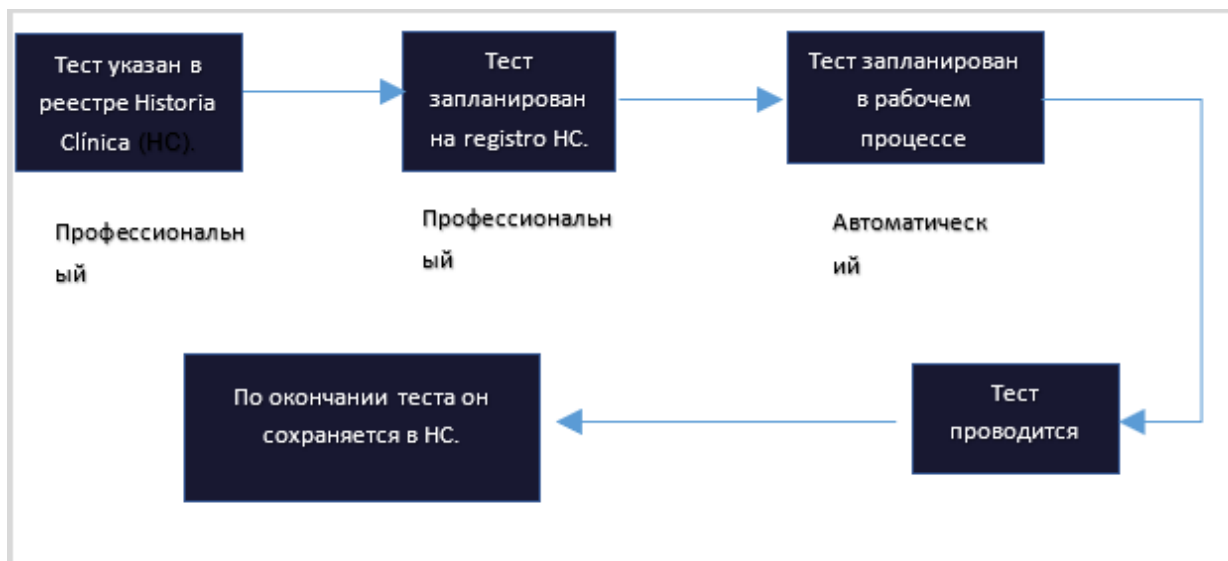 Тест указан в
реестре Historia
Clínica (HC).
Тест
запланирован
на registro HC.
Тест запланирован
в рабочем
процессе
Профессиональн
ый
Профессиональн
ый
Автоматическ
ий
По окончании теста он
сохраняется в НС.
Тест
проводится